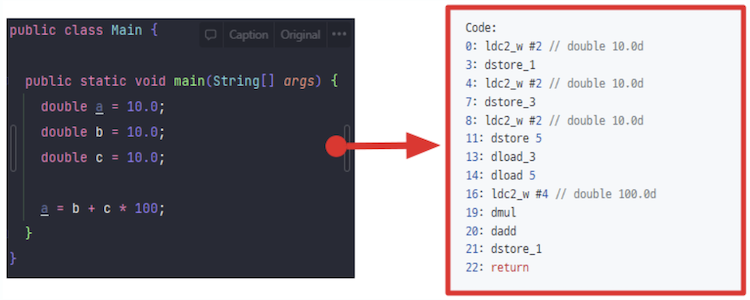 public class Main {
Caption Original •••
public static void main(String[] args) {
double a = 10.0;
double b = 10.0;
double c = 10.0;
a = b + c * 100;
}
}
Code:
0: ldc2_w #2 // double 10.0d
3: dstore_1
4: ldc2_w #2 // double 10.0d
7: dstore_3
8: ldc2_w #2 // double 10.0d
11: dstore 5
13: dload_3
14: dload 5
16: ldc2_w #4 // double 100.0d
19: dmul
20: dadd
21: dstore_1
22: return